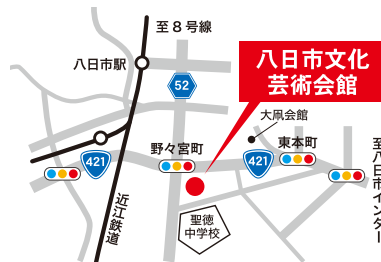 至8号線
八日市駅
52
八日市文化
芸術会館
大凧会館
野々宮町
東本町
421
421
近江鉄道
聖徳
中学校
至八日市インター